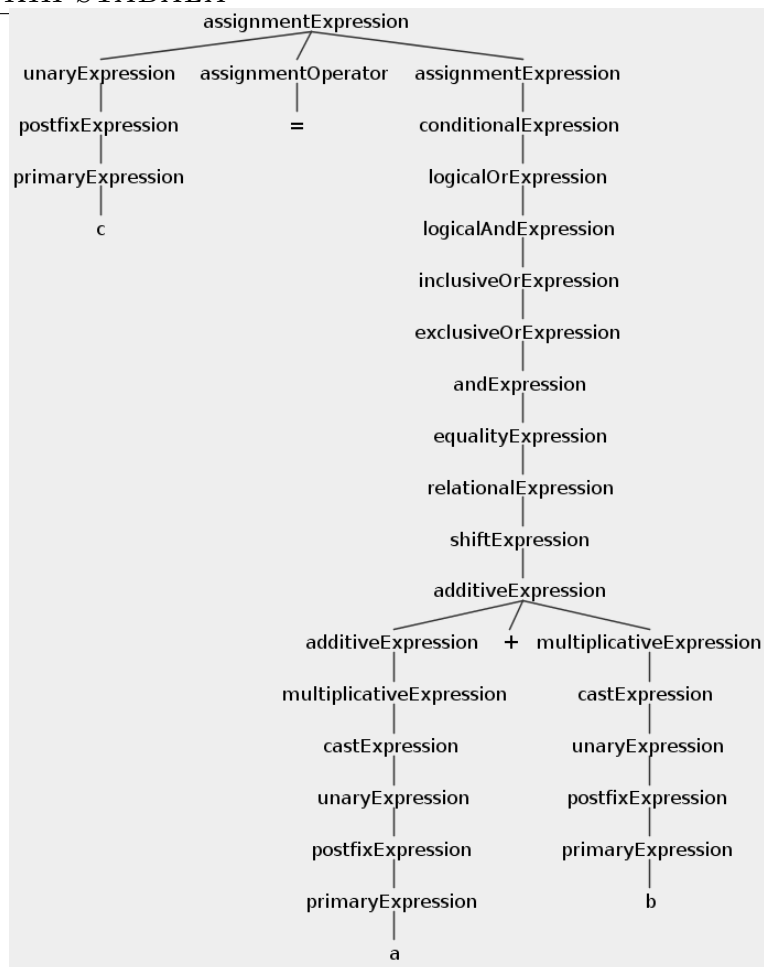 assignmentExpression
unaryExpression assignmentOperator assignmentExpression
postfixExpression = conditionalExpression
primaryExpression logicalOrExpression
c logicalAndExpression
inclusiveOrExpression
exclusiveOrExpression
andExpression
equalityExpression
relationalExpression
shiftExpression
additiveExpression
additiveExpression + multiplicativeExpression
multiplicativeExpression castExpression
castExpression unaryExpression
unaryExpression postfixExpression
postfixExpression primaryExpression
primaryExpression b
a